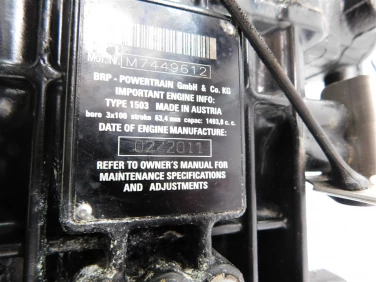 Mot.N.
M7449612
BRP - POWERTRAIN GmbH & Co. KG
IMPORTANT ENGINE INFO:
TYPE 1503 MADE IN AUSTRIA
bore 3x100 stroke 63,4 mm capac: 1493,8 c.c.
DATE OF ENGINE MANUFACTURE:
02/2011
REFER TO OWNER'S MANUAL FOR
MAINTENANCE SPECIFICATIONS
AND ADJUSTMENTS